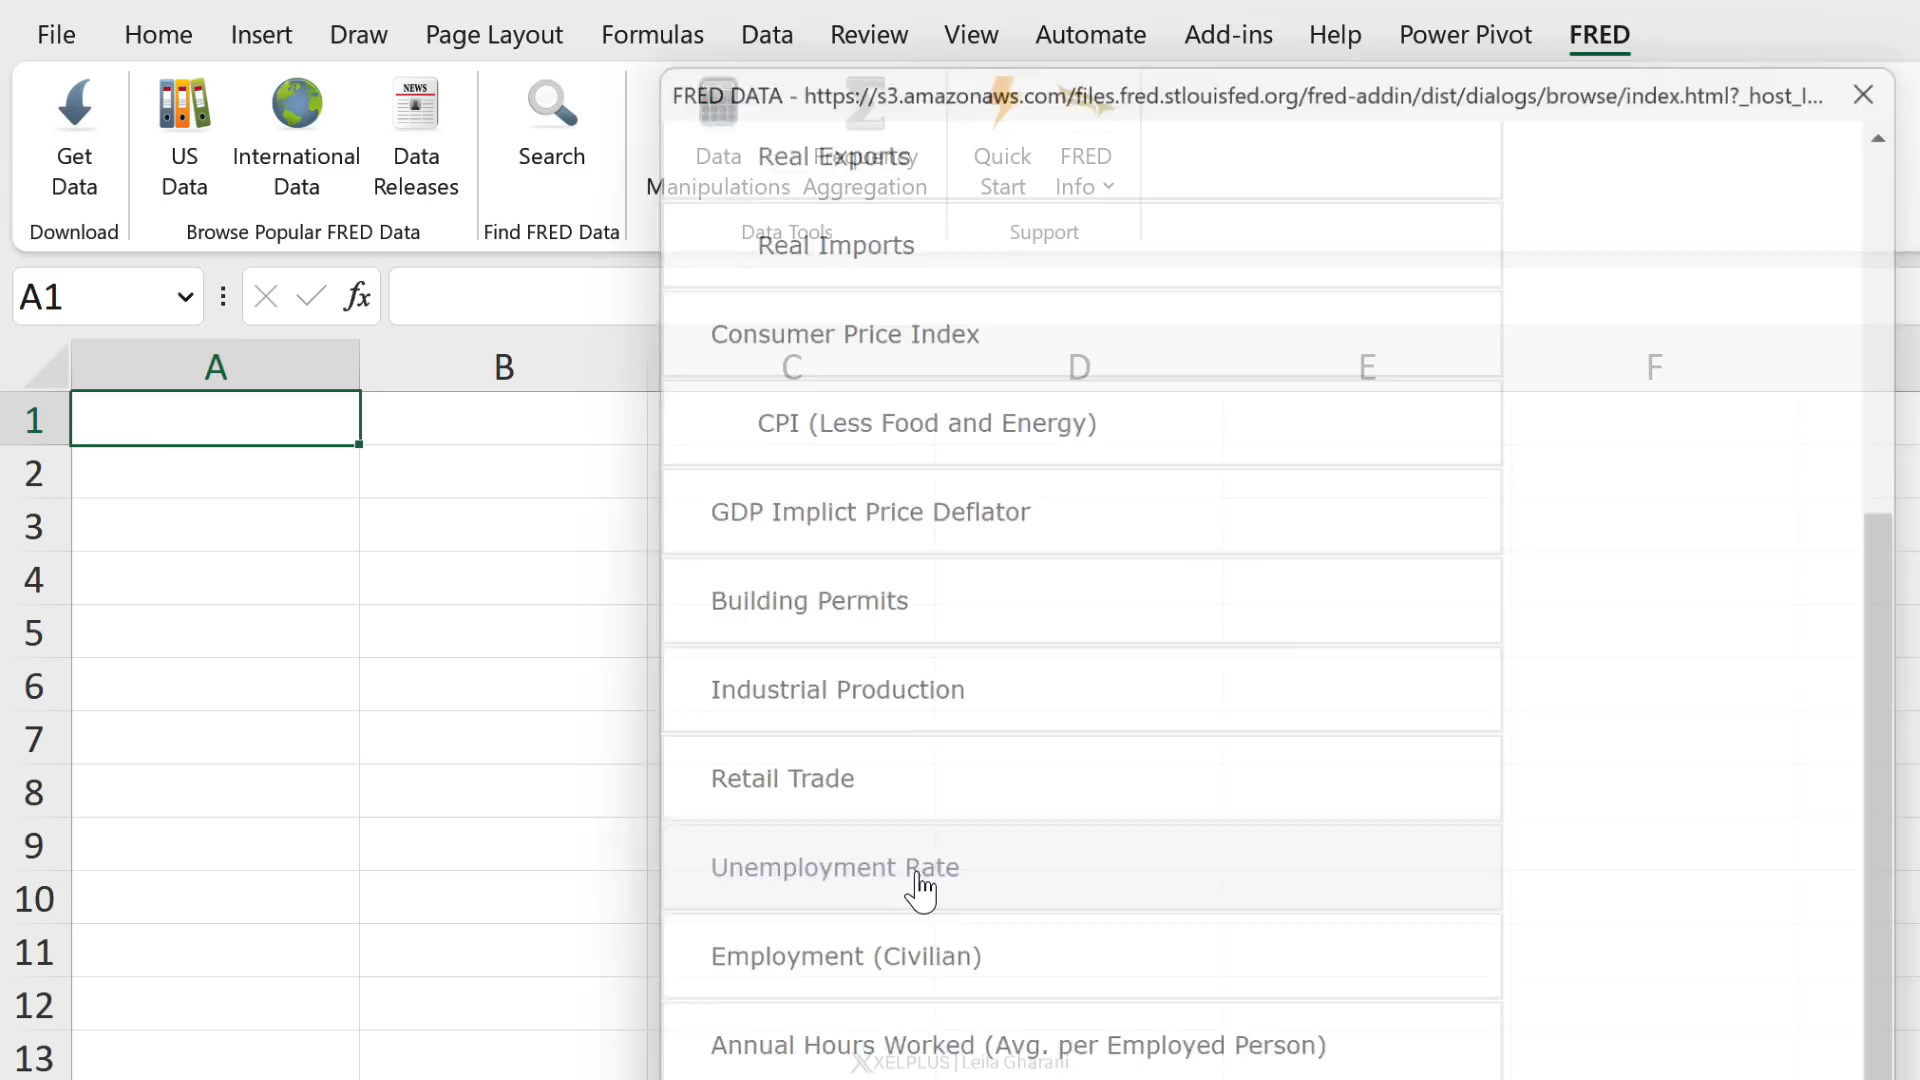 File Home Insert Draw Page Layout Formulas Data Review View Automate Add-ins Help Power Pivot FRED
FRED DATA - https://s3.amazonaws.com/files.fred.stlouisfed.org/fred-addin/dist/dialogs/browse/index.html?_host_I...
NEWS
Get Data
US Data
International Data
Data Releases
Search
Data Manipulations
Frequency Aggregation
Quick Start
FRED Info
Download
Browse Popular FRED Data
Find FRED Data
Data Tools
Support
A1
fx
A B C D E F
1
2
3
4
5
6
7
8
9
10
11
12
13
Real Exports
Real Imports
Consumer Price Index
CPI (Less Food and Energy)
GDP Implict Price Deflator
Building Permits
Industrial Production
Retail Trade
Unemployment Rate
Employment (Civilian)
Annual Hours Worked (Avg. per Employed Person)
XELPLUS | Leila Gharani